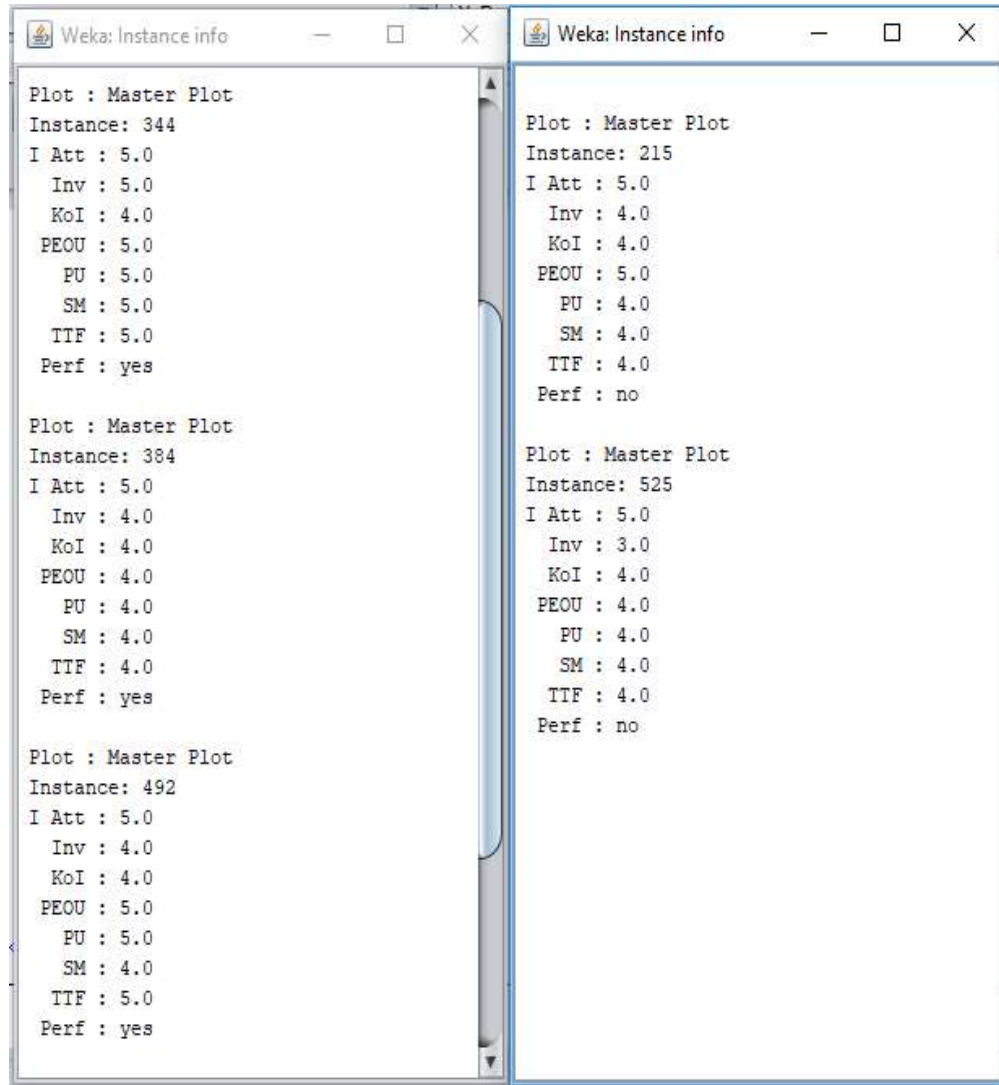 Weka: Instance info
Plot : Master Plot
Instance: 344
I Att : 5.0
Inv : 5.0
KoI : 4.0
PEOU : 5.0
PU : 5.0
SM : 5.0
TTF : 5.0
Perf : yes
Plot : Master Plot
Instance: 384
I Att : 5.0
Inv : 4.0
KoI : 4.0
PEOU : 4.0
PU : 4.0
SM : 4.0
TTF : 4.0
Perf : yes
Plot : Master Plot
Instance: 492
I Att : 5.0
Inv : 4.0
KoI : 4.0
PEOU : 5.0
PU : 5.0
SM : 4.0
TTF : 5.0
Perf : yes
Weka: Instance info
Plot : Master Plot
Instance: 215
I Att : 5.0
Inv : 4.0
KoI : 4.0
PEOU : 5.0
PU : 4.0
SM : 4.0
TTF : 4.0
Perf : no
Plot : Master Plot
Instance: 525
I Att : 5.0
Inv : 3.0
KoI : 4.0
PEOU : 4.0
PU : 4.0
SM : 4.0
TTF : 4.0
Perf : no